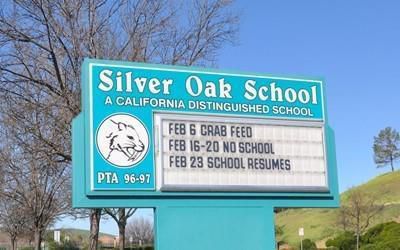 Silver Oak School
A CALIFORNIA DISTINGUISHED SCHOOL
FEB 6 CRAB FEED
FEB 16-20 NO SCHOOL
FEB 23 SCHOOL RESUMES
PTA 96-97